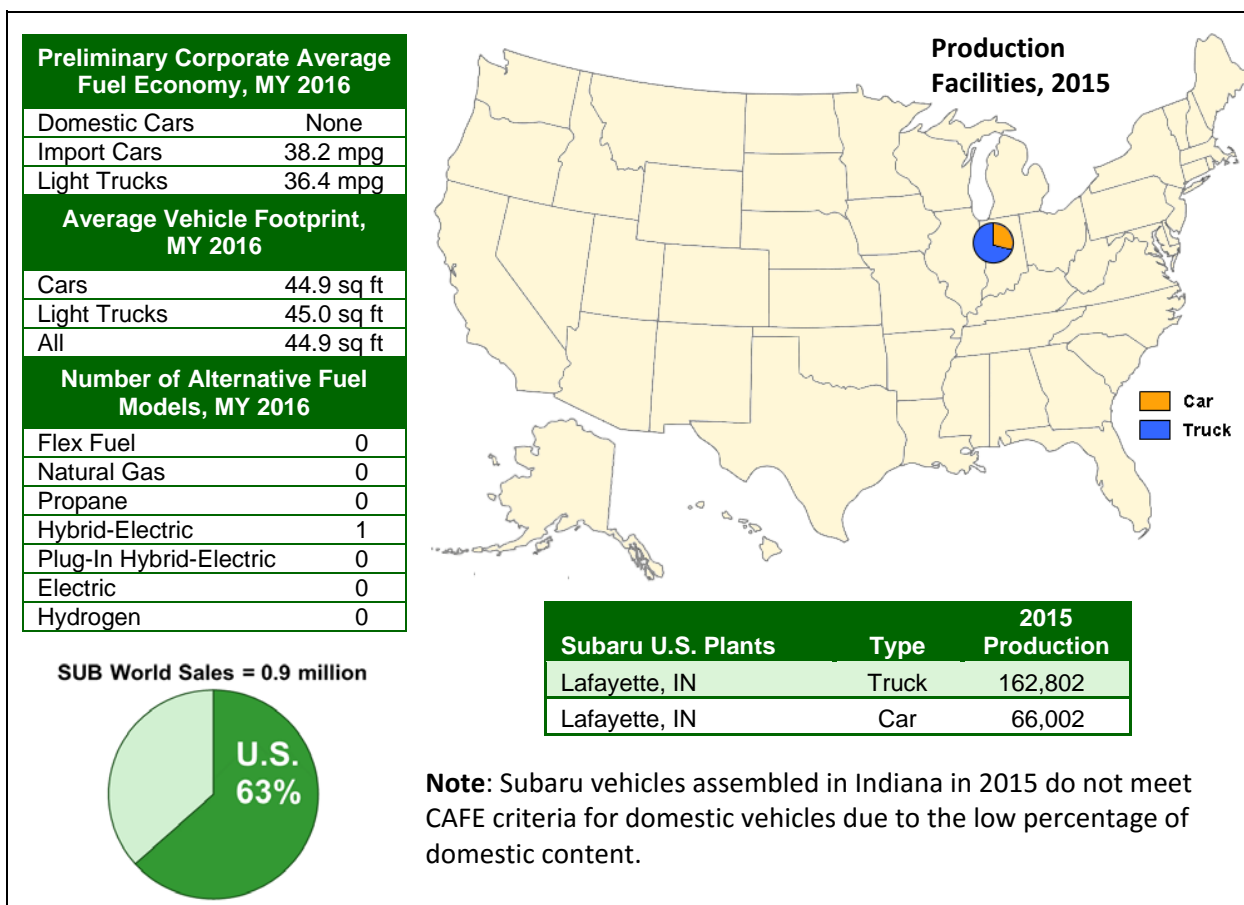 Preliminary Corporate Average
Fuel Economy, MY 2016
Domestic Cars None
Import Cars 38.2 mpg
Light Trucks 36.4 mpg
Average Vehicle Footprint,
MY 2016
Cars 44.9 sq ft
Light Trucks 45.0 sq ft
All 44.9 sq ft
Number of Alternative Fuel
Models, MY 2016
Flex Fuel 0
Natural Gas 0
Propane 0
Hybrid-Electric 1
Plug-In Hybrid-Electric 0
Electric 0
Hydrogen 0
SUB World Sales = 0.9 million
U.S.
63%
Production
Facilities, 2015
Car
Truck
Subaru U.S. Plants Type 2015 Production
Lafayette, IN Truck 162,802
Lafayette, IN Car 66,002
Note: Subaru vehicles assembled in Indiana in 2015 do not meet
CAFE criteria for domestic vehicles due to the low percentage of
domestic content.